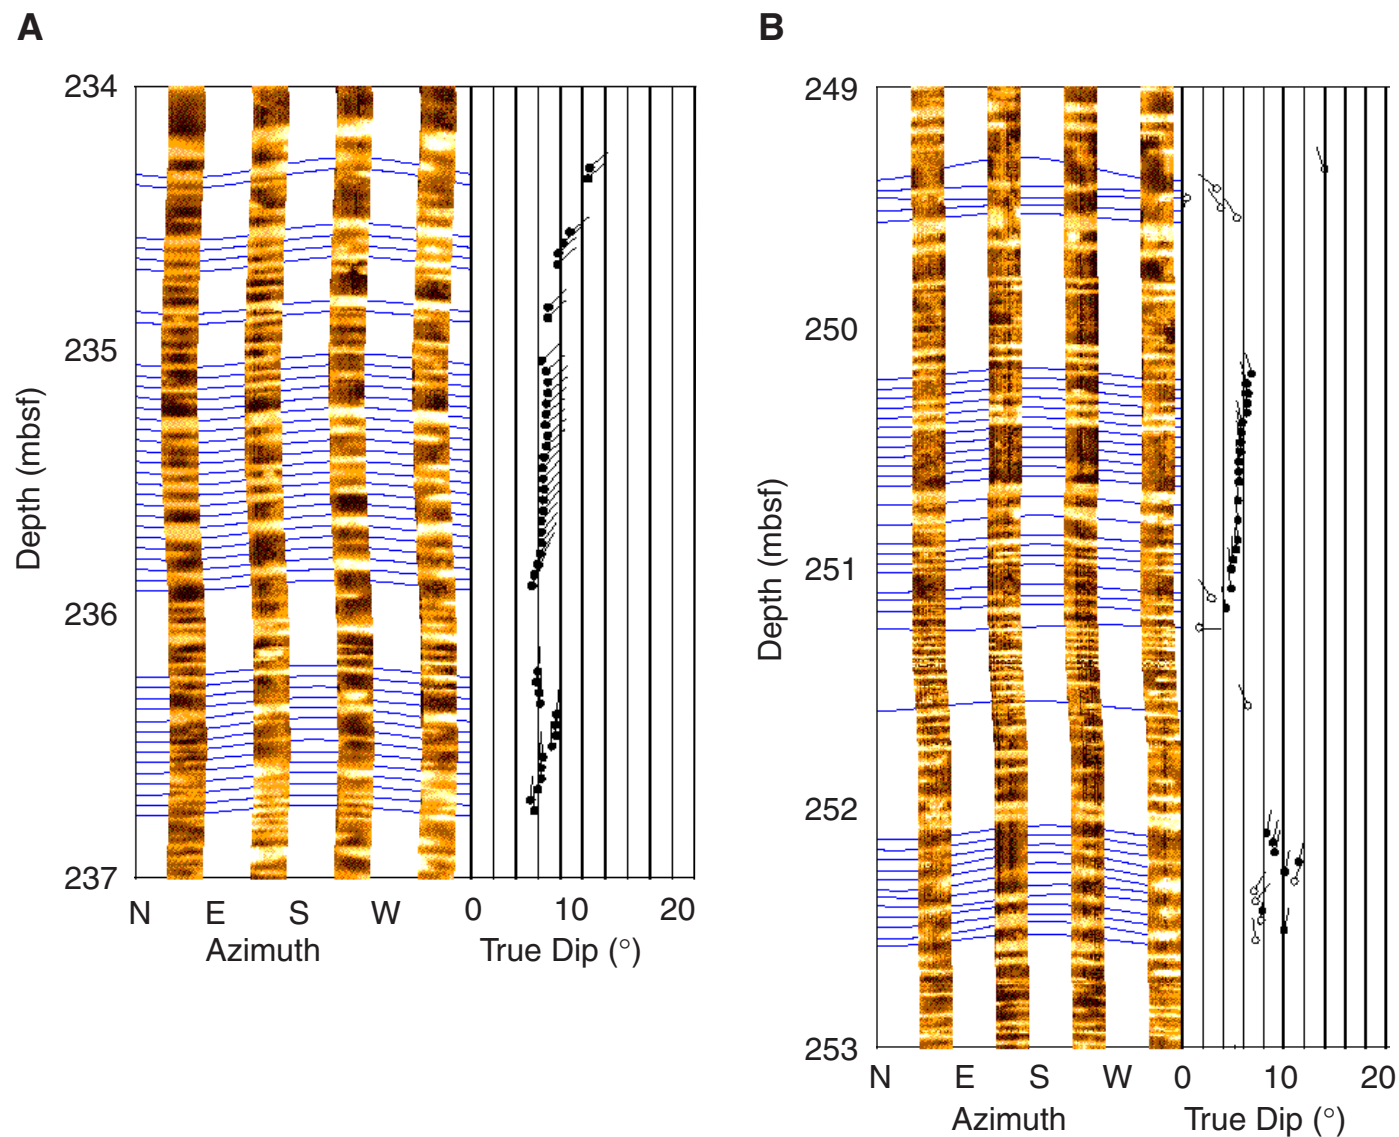 A
234
235
236
237
Depth (mbsf)
N E S W 0 10 20
Azimuth True Dip (°)
B
249
250
251
252
253
Depth (mbsf)
N E S W 0 10 20
Azimuth True Dip (°)